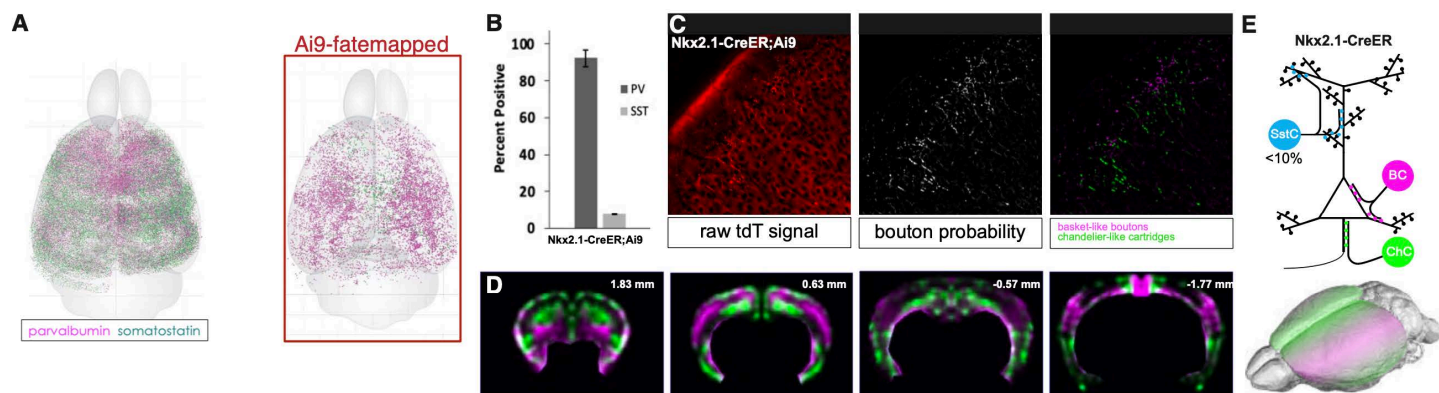 A
Ai9-fatemapped
parvalbumin somatostatin
B
100
80
60
40
20
0
Percent Positive
PV
SST
Nkx2.1-CreER;Ai9
C
Nkx2.1-CreER;Ai9
raw tdT signal
bouton probability
basket-like boutons
chandelier-like cartridges
D
1.83 mm
0.63 mm
-0.57 mm
-1.77 mm
E
Nkx2.1-CreER
SstC
<10%
BC
ChC